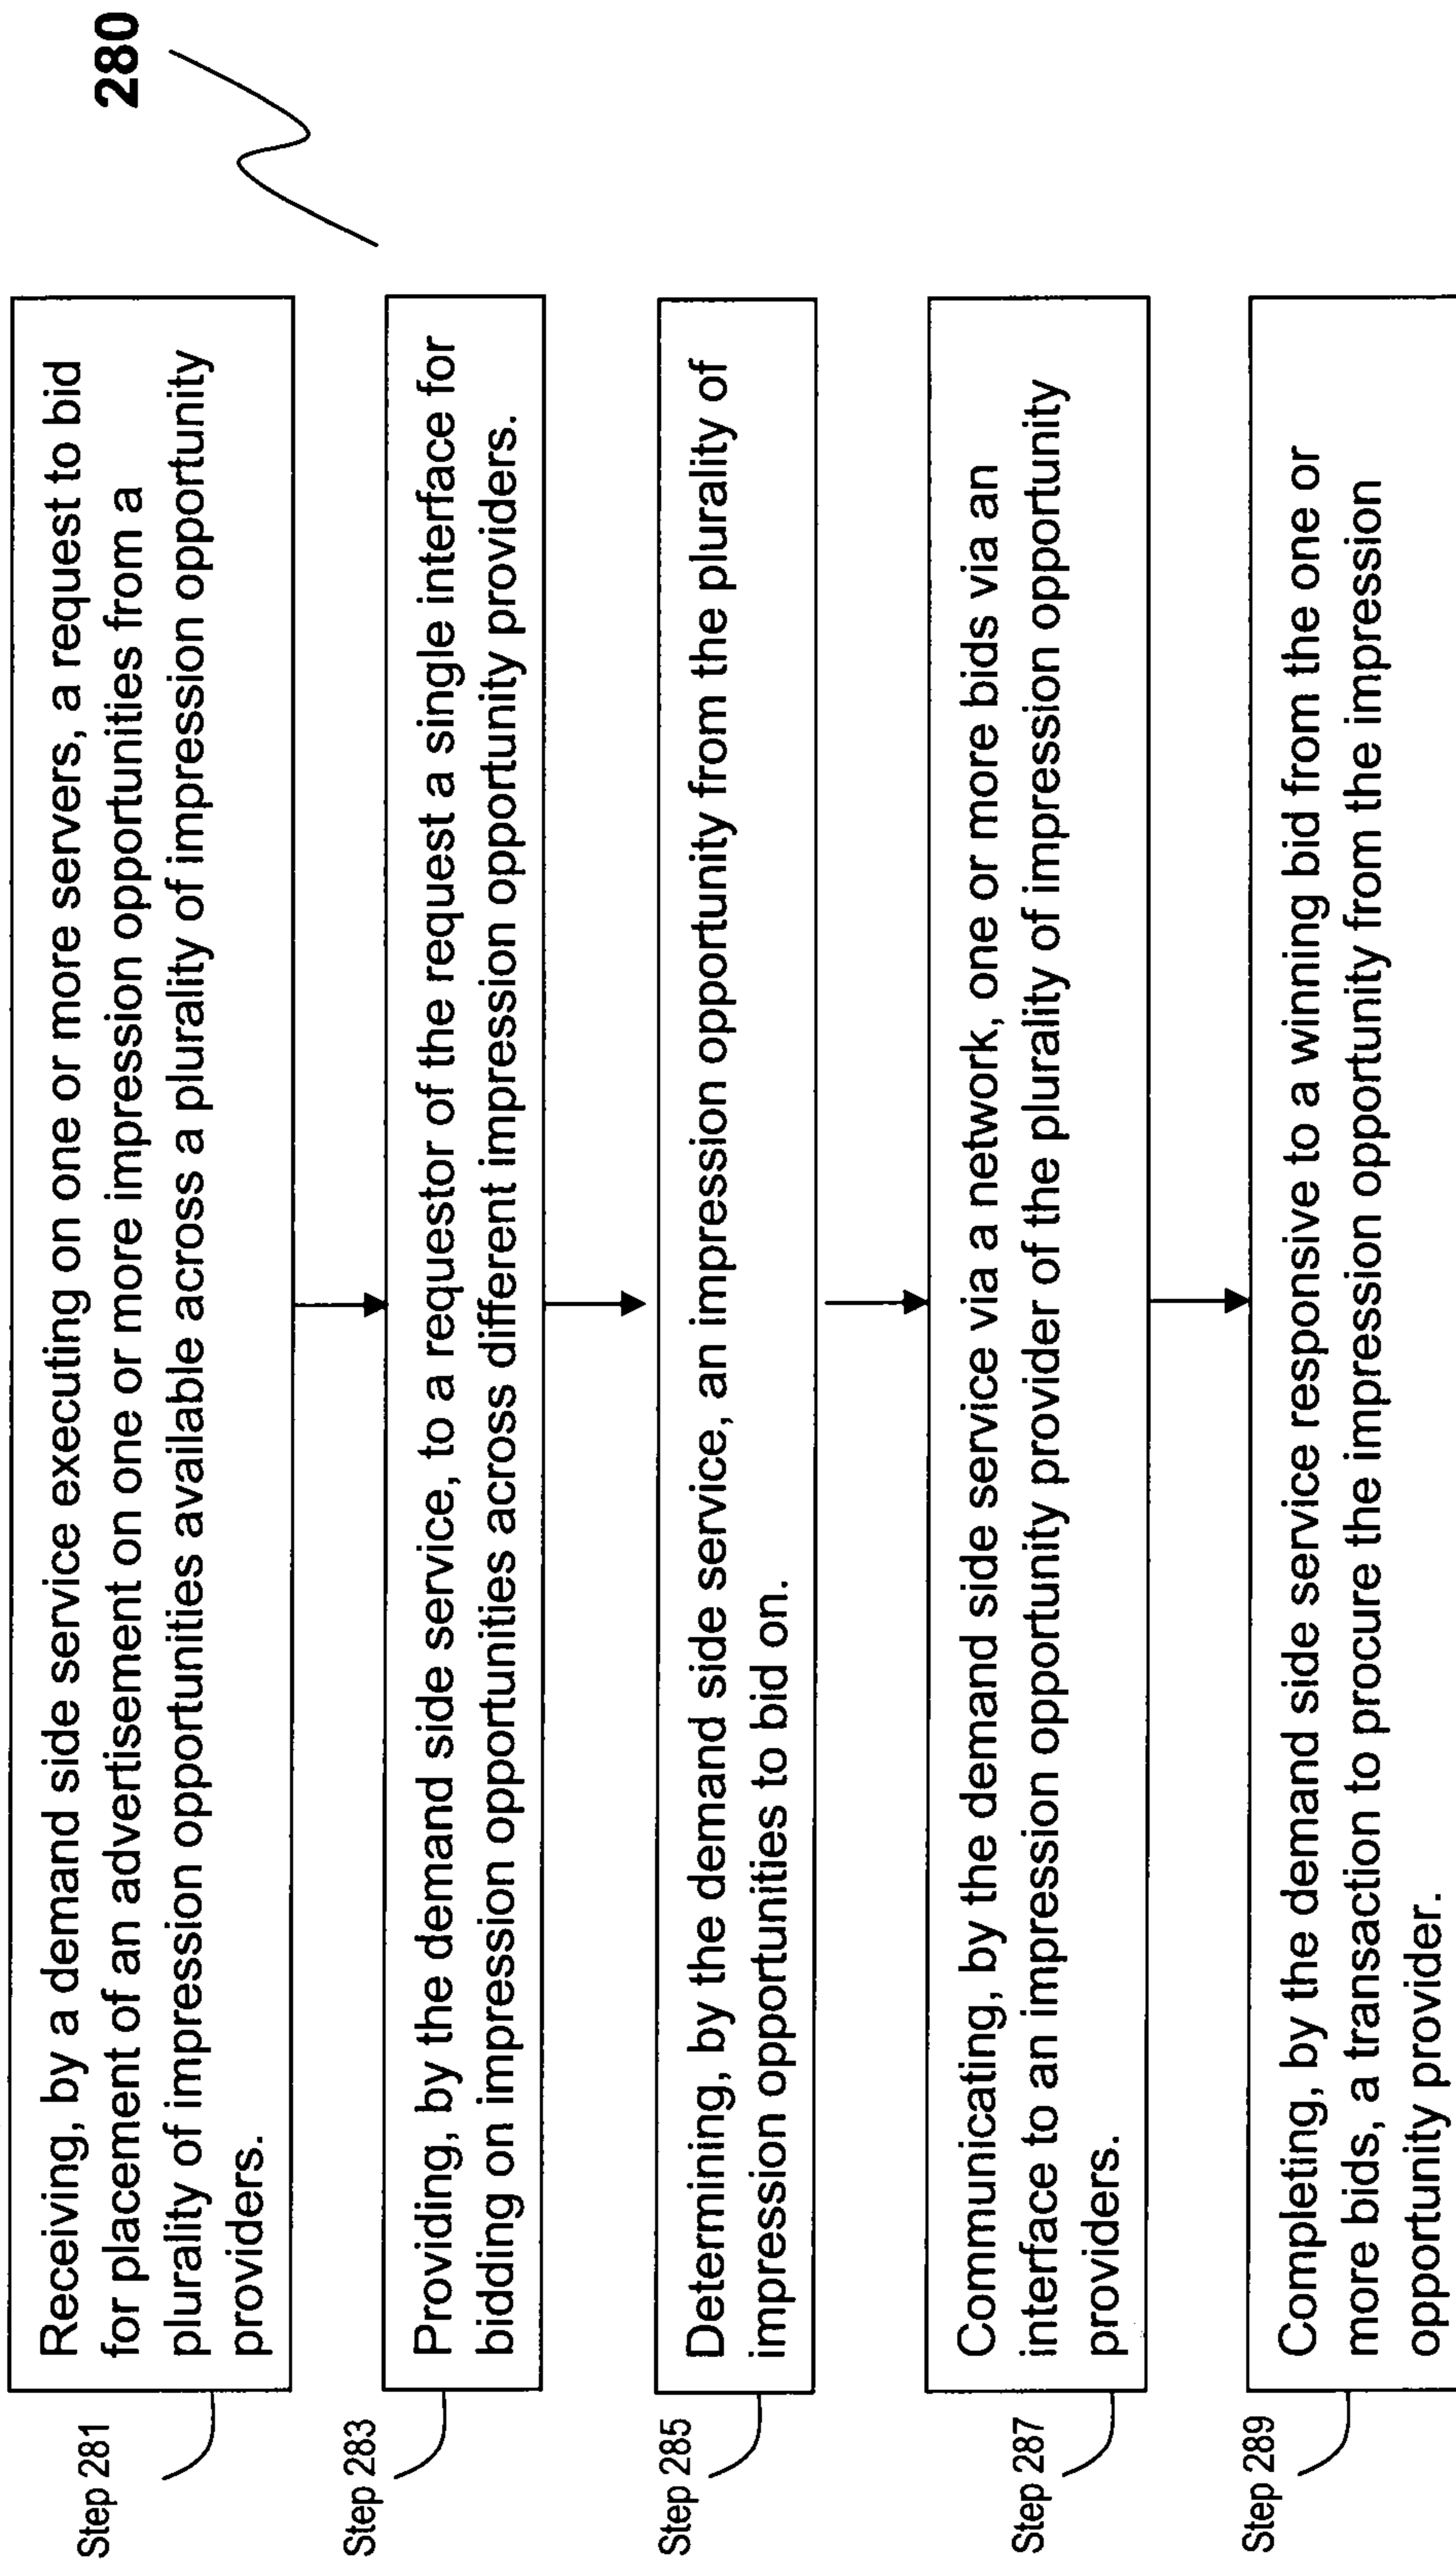 280
Step 281
Receiving, by a demand side service executing on one or more servers, a request to bid
for placement of an advertisement on one or more impression opportunities from a
plurality of impression opportunities available across a plurality of impression opportunity
providers.
Step 283
Providing, by the demand side service, to a requestor of the request a single interface for
bidding on impression opportunities across different impression opportunity providers.
Step 285
Determining, by the demand side service, an impression opportunity from the plurality of
impression opportunities to bid on.
Step 287
Communicating, by the demand side service via a network, one or more bids via an
interface to an impression opportunity provider of the plurality of impression opportunity
providers.
Step 289
Completing, by the demand side service responsive to a winning bid from the one or
more bids, a transaction to procure the impression opportunity from the impression
opportunity provider.